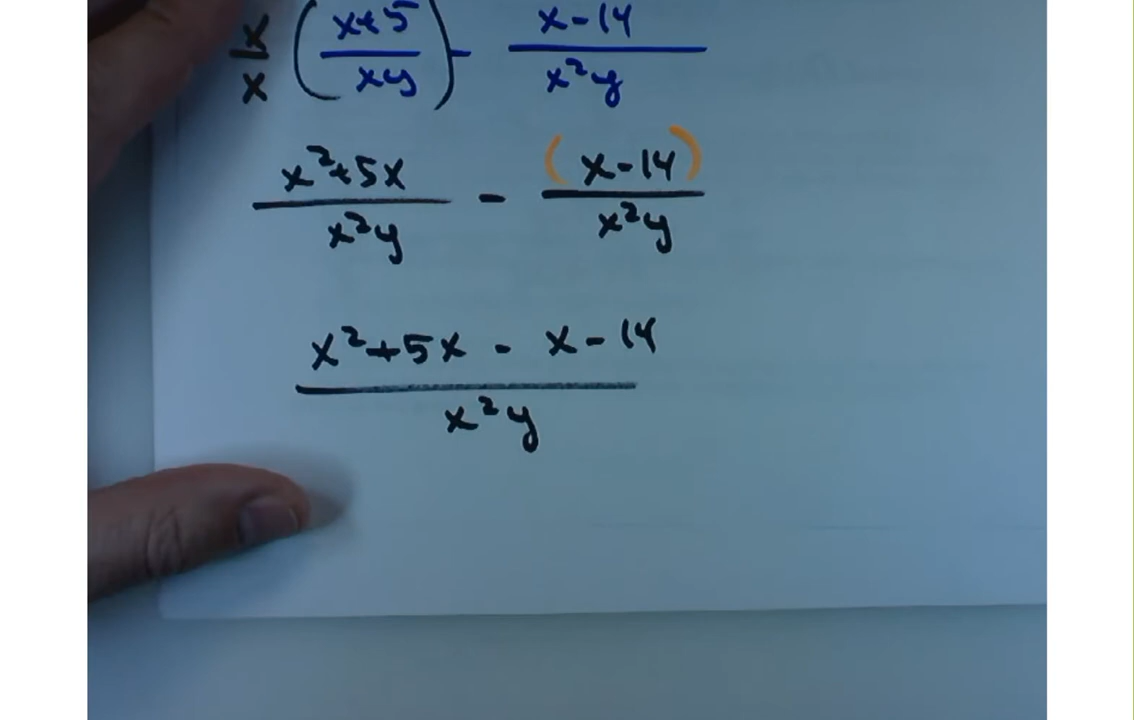 x/x ( x+5/xy ) - x-14/x²y
x²+5x/x²y - (x-14)/x²y
x²+5x - x-14/x²y